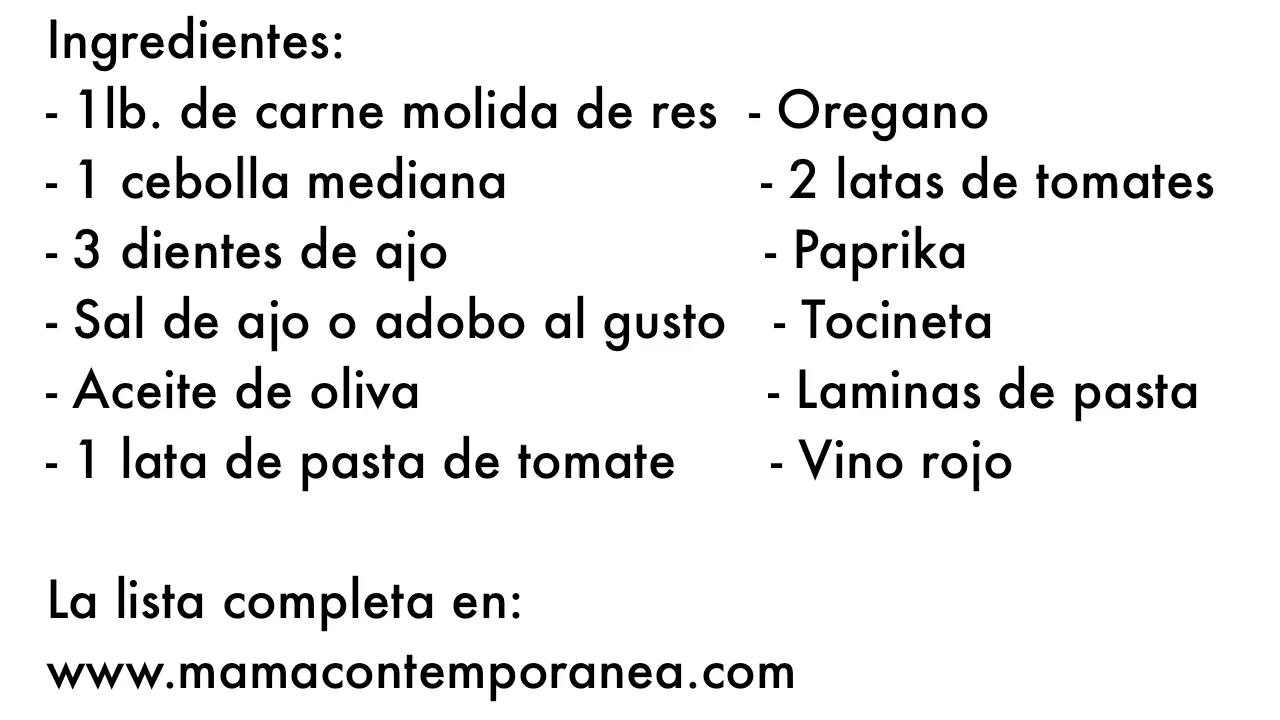 Ingredientes:
- 1lb. de carne molida de res - Oregano
- 1 cebolla mediana - 2 latas de tomates
- 3 dientes de ajo - Paprika
- Sal de ajo o adobo al gusto - Tocineta
- Aceite de oliva - Laminas de pasta
- 1 lata de pasta de tomate - Vino rojo
La lista completa en:
www.mamacontemporanea.com